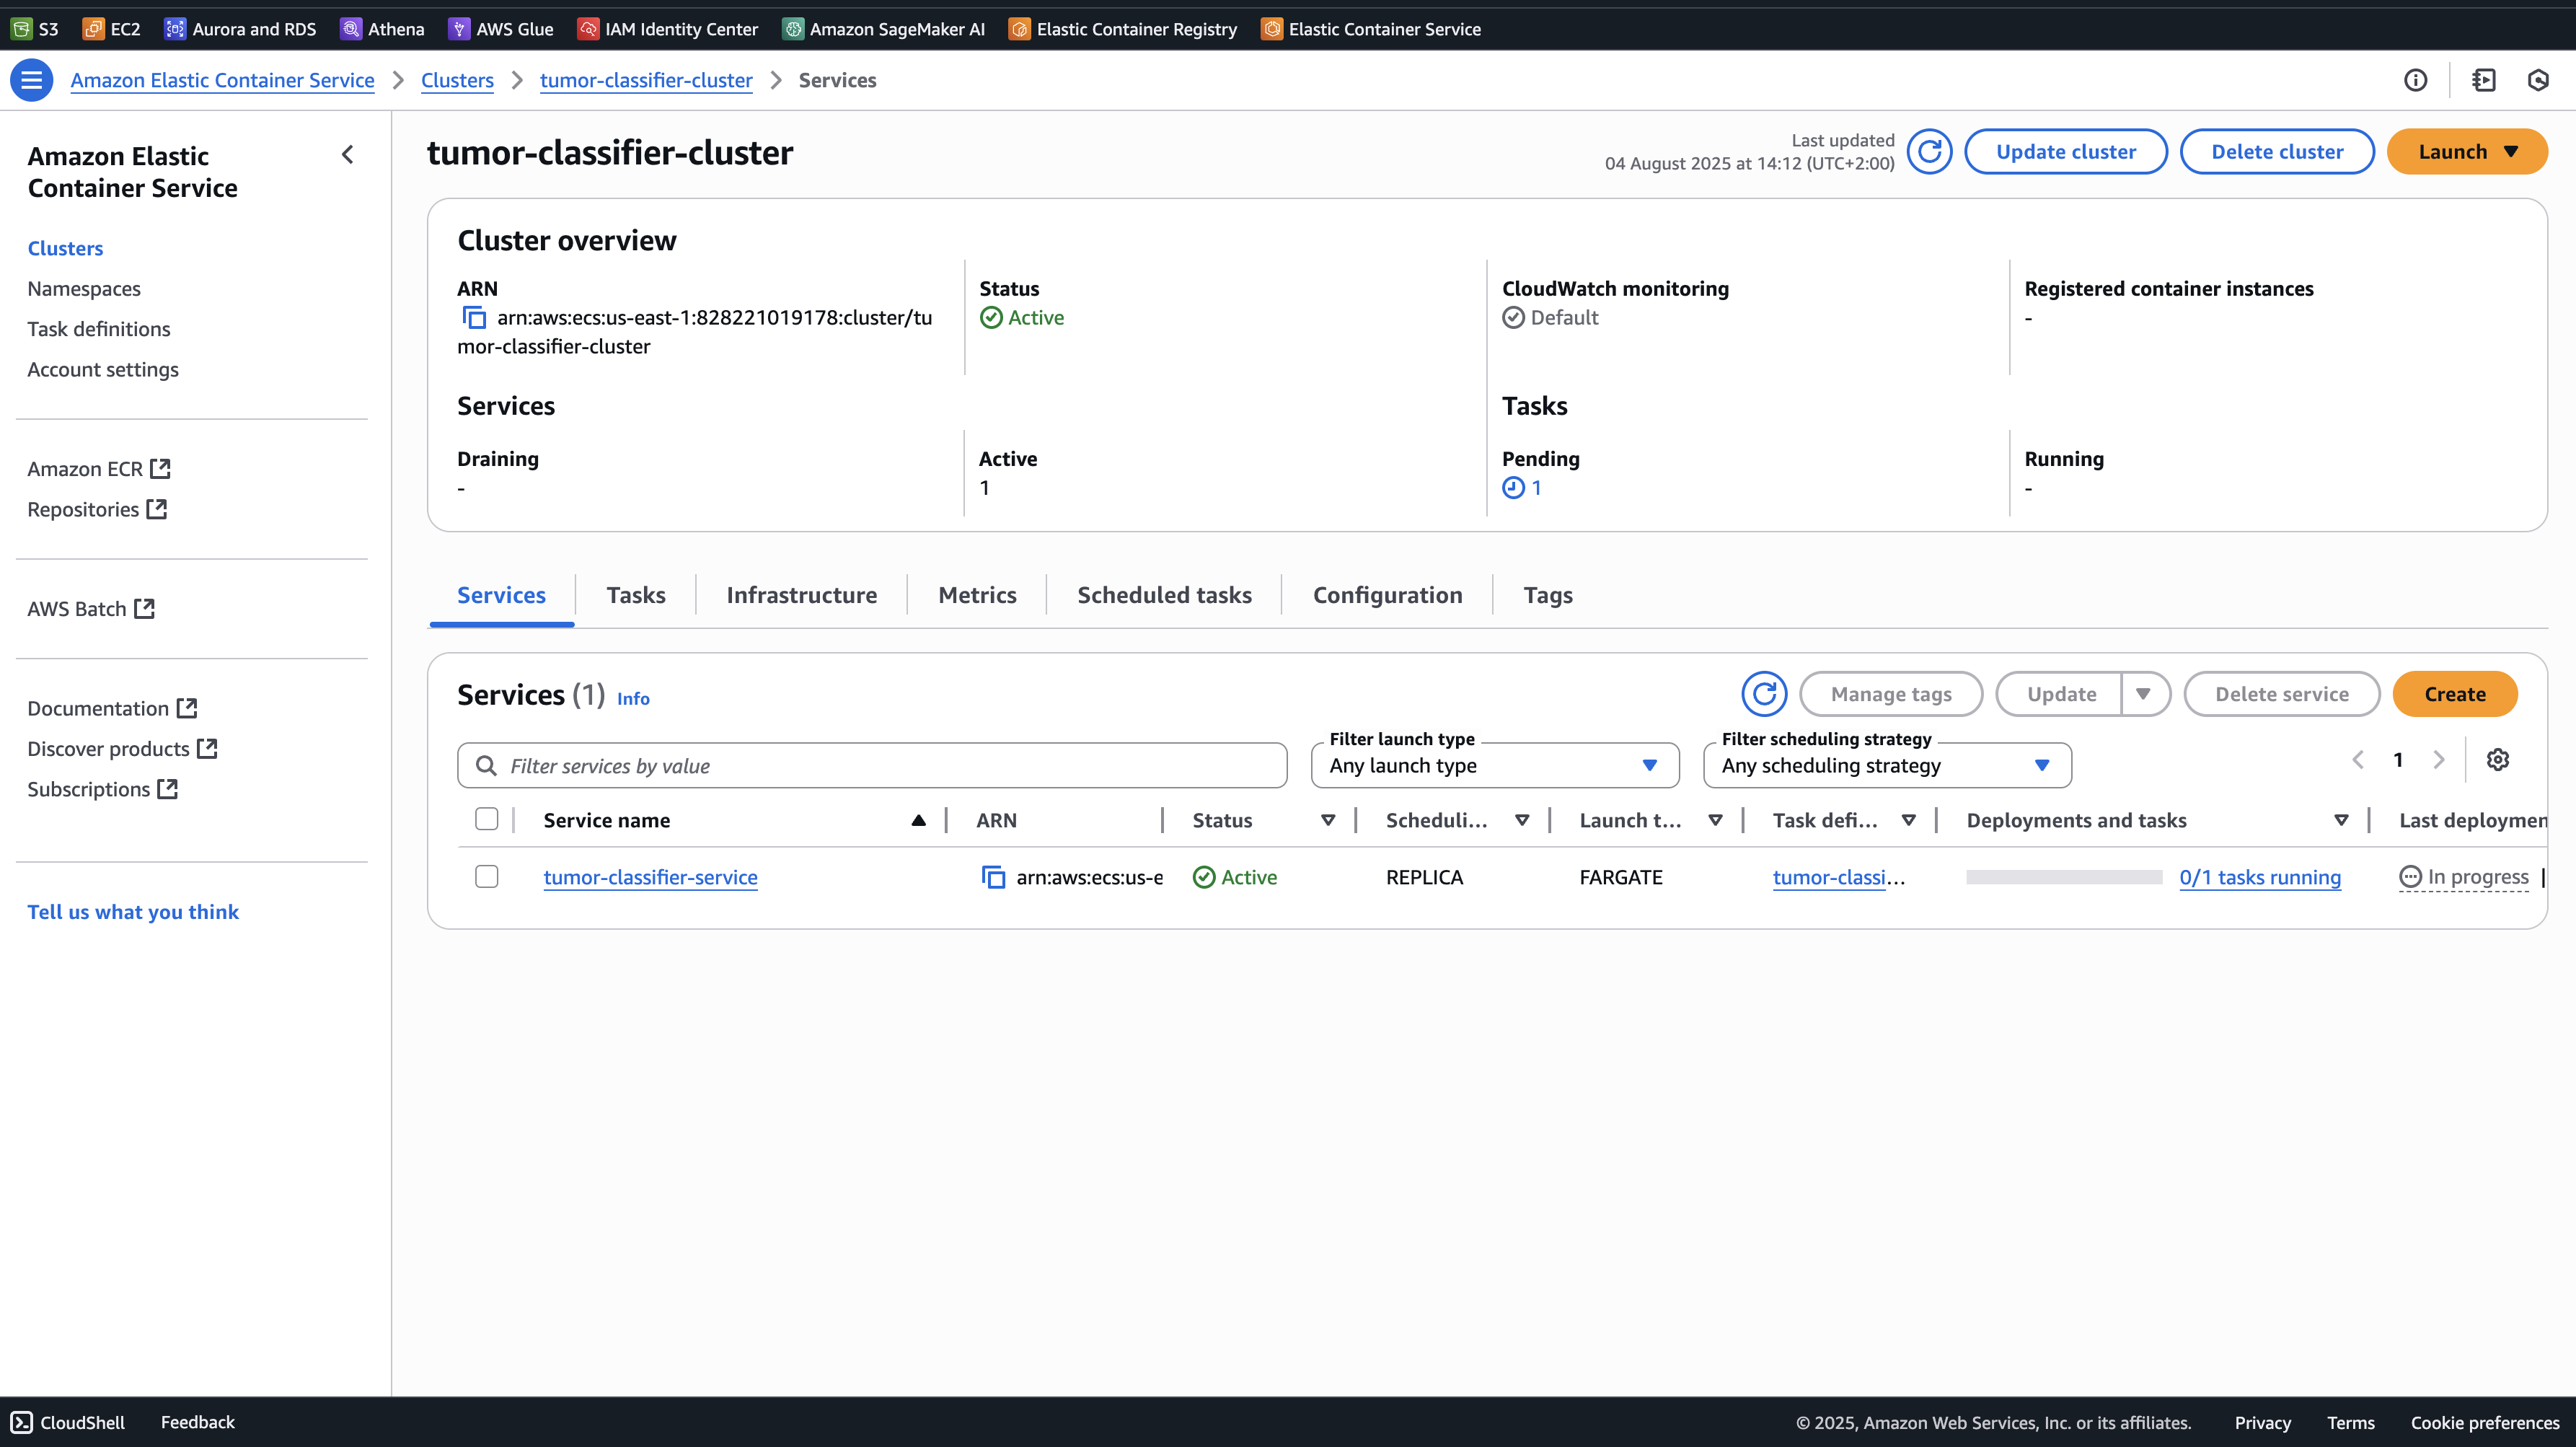 S3 EC2 Aurora and RDS Athena AWS Glue IAM Identity Center Amazon SageMaker AI Elastic Container Registry Elastic Container Service
Amazon Elastic Container Service Clusters tumor-classifier-cluster Services
Amazon Elastic
Container Service
Clusters
Namespaces
Task definitions
Account settings
Amazon ECR
Repositories
AWS Batch
Documentation
Discover products
Subscriptions
Tell us what you think
tumor-classifier-cluster
Last updated
04 August 2025 at 14:12 (UTC+2:00)
Update cluster Delete cluster Launch
Cluster overview
ARN
arn:aws:ecs:us-east-1:828221019178:cluster/tu
mor-classifier-cluster
Status
Active
CloudWatch monitoring
Default
Registered container instances
-
Services
Draining
-
Active
1
Tasks
Pending
1
Running
-
Services Tasks Infrastructure Metrics Scheduled tasks Configuration Tags
Services (1) Info
Manage tags Update Delete service Create
Filter services by value
Filter launch type
Any launch type
Filter scheduling strategy
Any scheduling strategy
1
Service name ARN Status Scheduli... Launch t... Task defi... Deployments and tasks Last deploymen
tumor-classifier-service arn:aws:ecs:us-e Active REPLICA FARGATE tumor-classi... 0/1 tasks running In progress |
CloudShell Feedback © 2025, Amazon Web Services, Inc. or its affiliates. Privacy Terms Cookie preferences